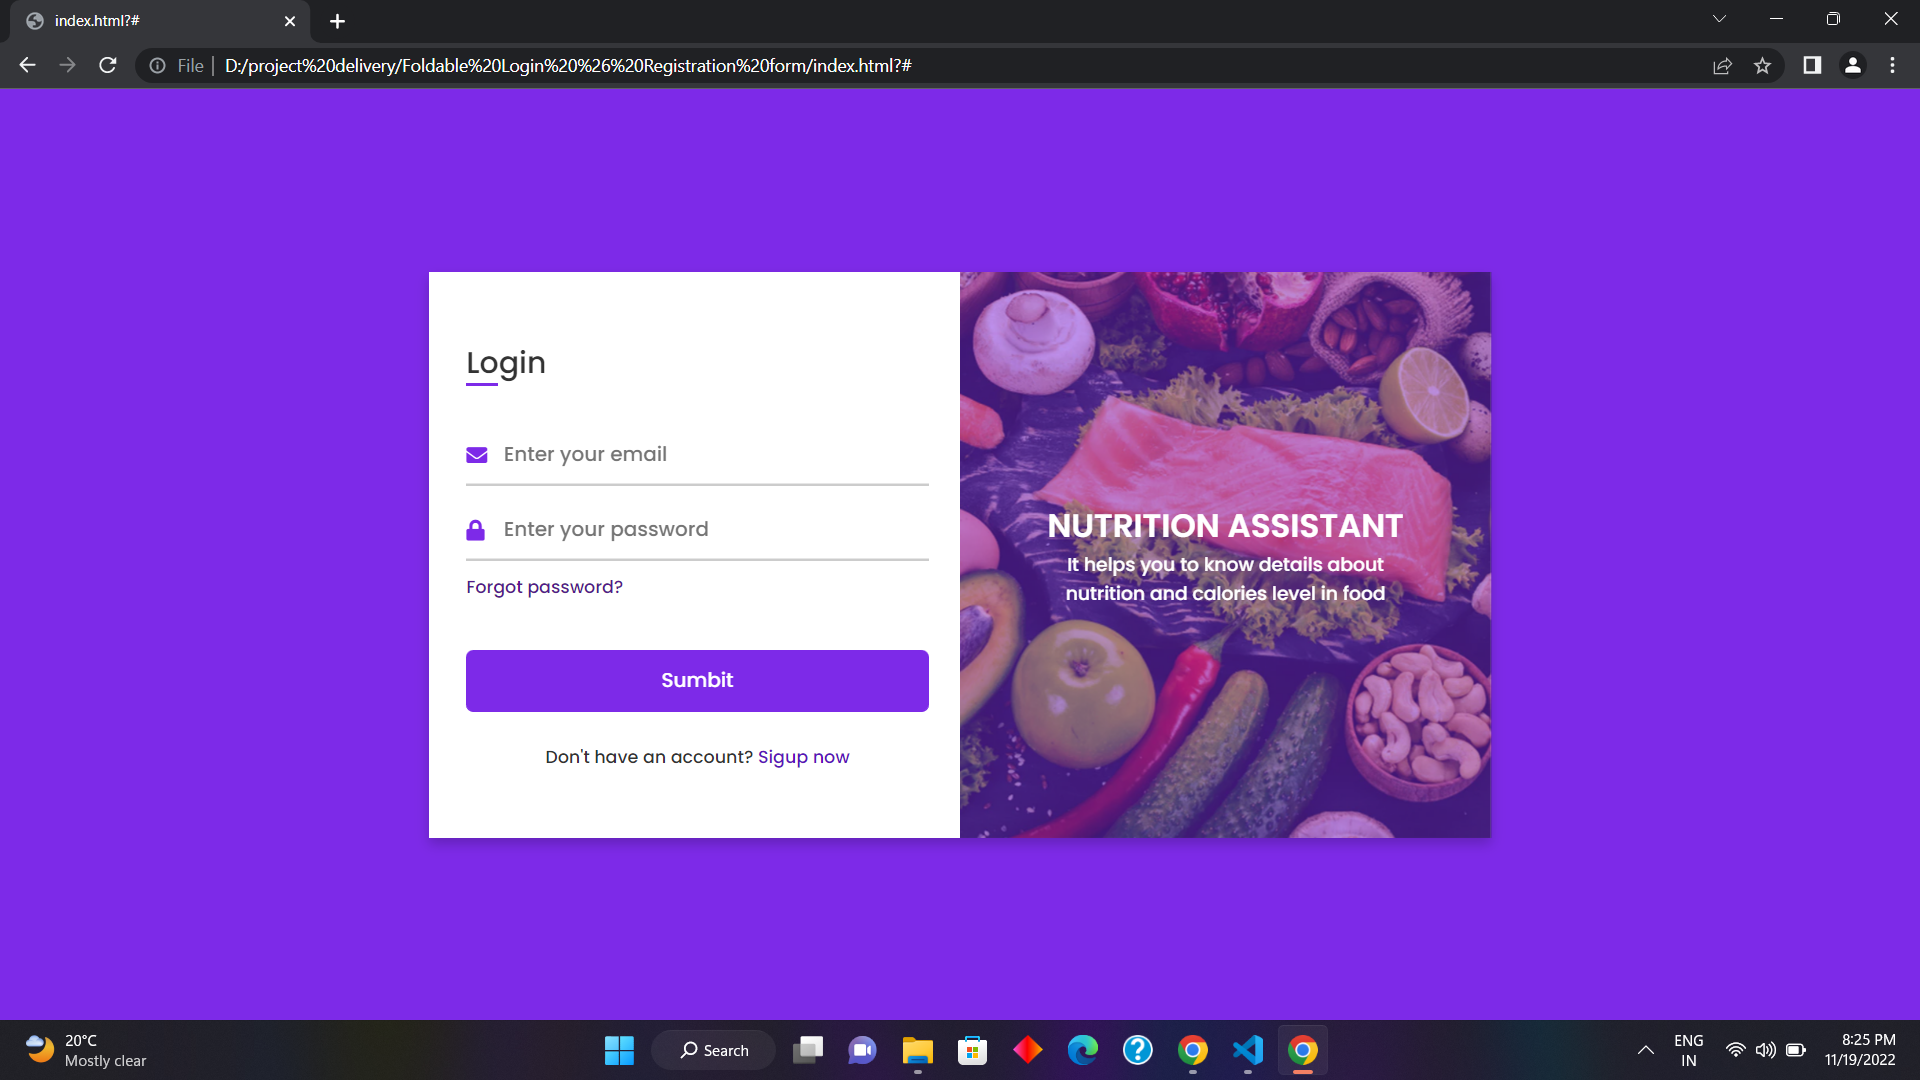 index.html?#
File
D:/project%20delivery/Foldable%20Login%20%26%20Registration%20form/index.html?#
Login
Enter your email
Enter your password
Forgot password?
Sumbit
Don't have an account? Sigup now
NUTRITION ASSISTANT
It helps you to know details about
nutrition and calories level in food
20°C
Mostly clear
Search
ENG
IN
8:25 PM
11/19/2022